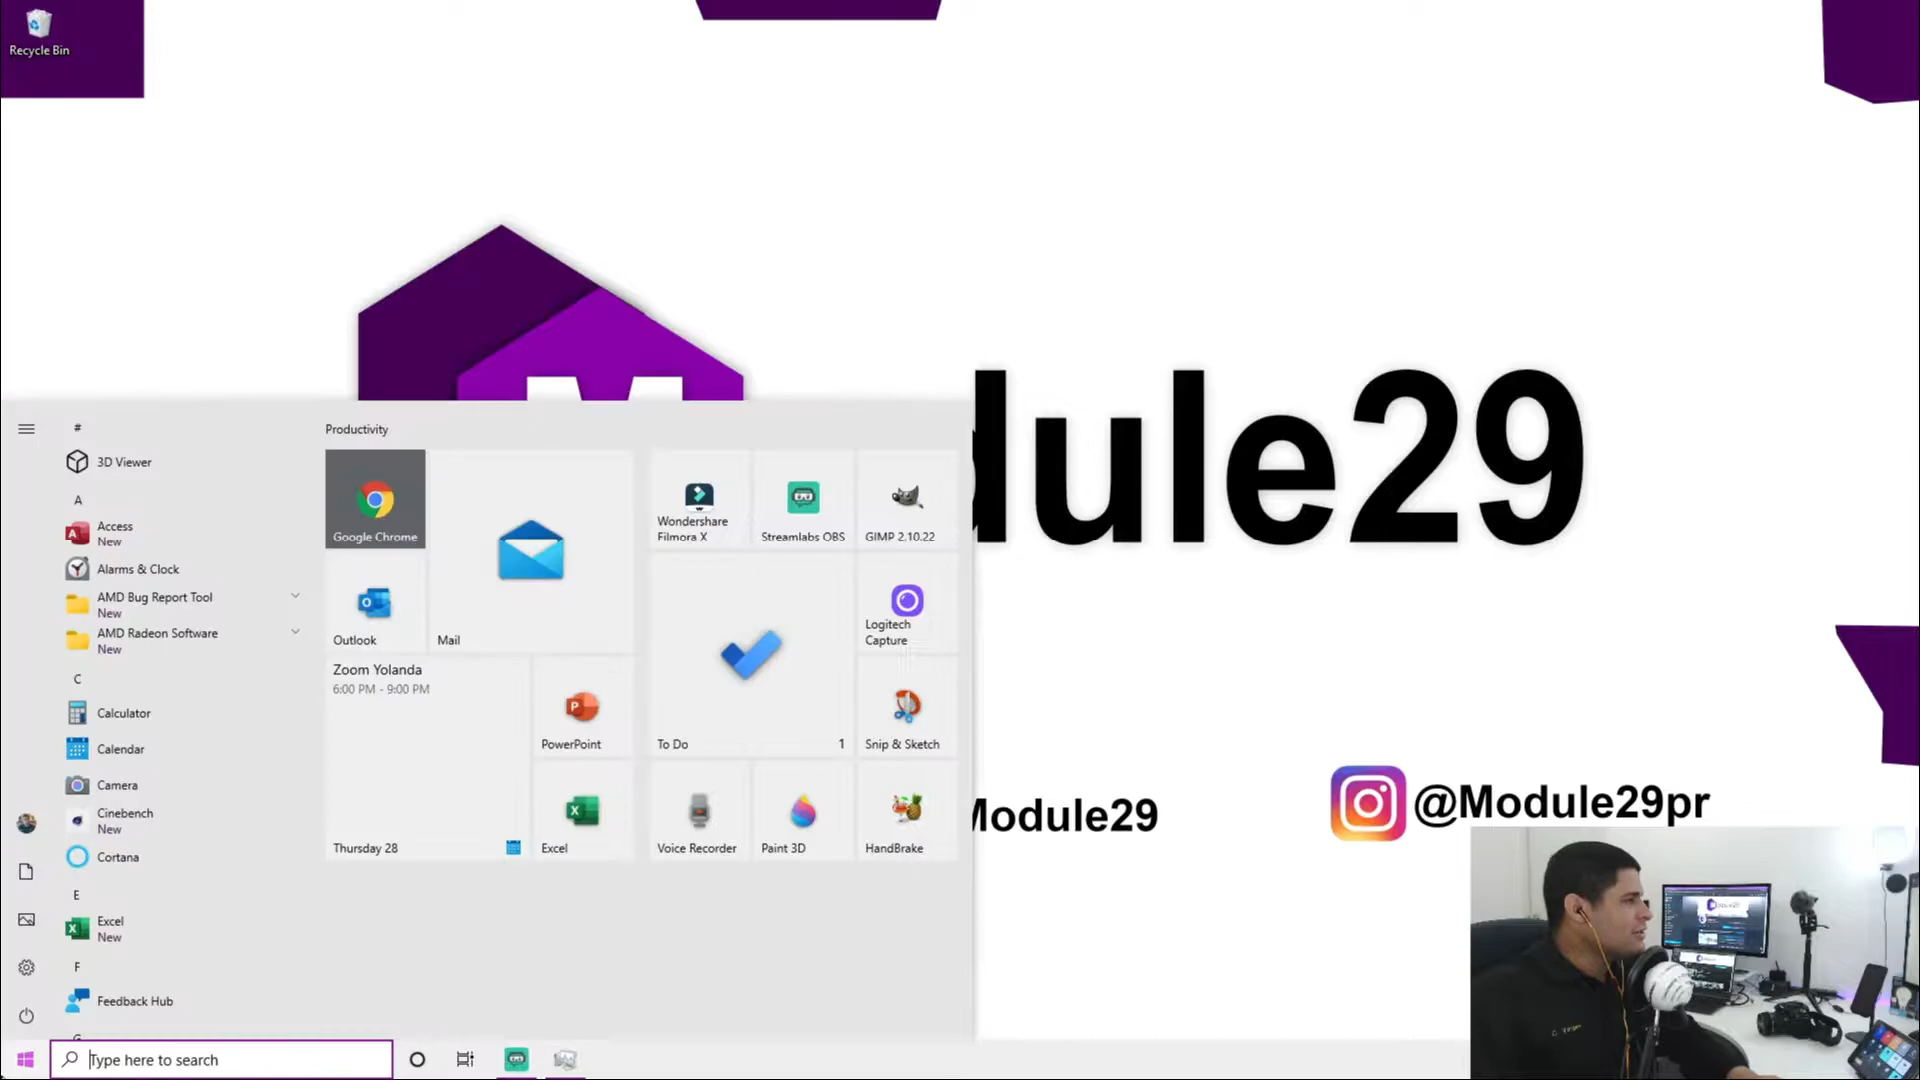 Recycle Bin
dule29
Module29
@Module29pr
#
3D Viewer
A
Access
New
Alarms & Clock
AMD Bug Report Tool
New
AMD Radeon Software
New
C
Calculator
Calendar
Camera
Cinebench
New
Cortana
E
Excel
New
F
Feedback Hub
Productivity
Google Chrome
Outlook
Mail
Zoom Yolanda
6:00 PM - 9:00 PM
Thursday 28
PowerPoint
Excel
Wondershare
Filmora X
Streamlabs OBS
GIMP 2.10.22
To Do
1
Logitech
Capture
Snip & Sketch
Voice Recorder
Paint 3D
HandBrake
Type here to search